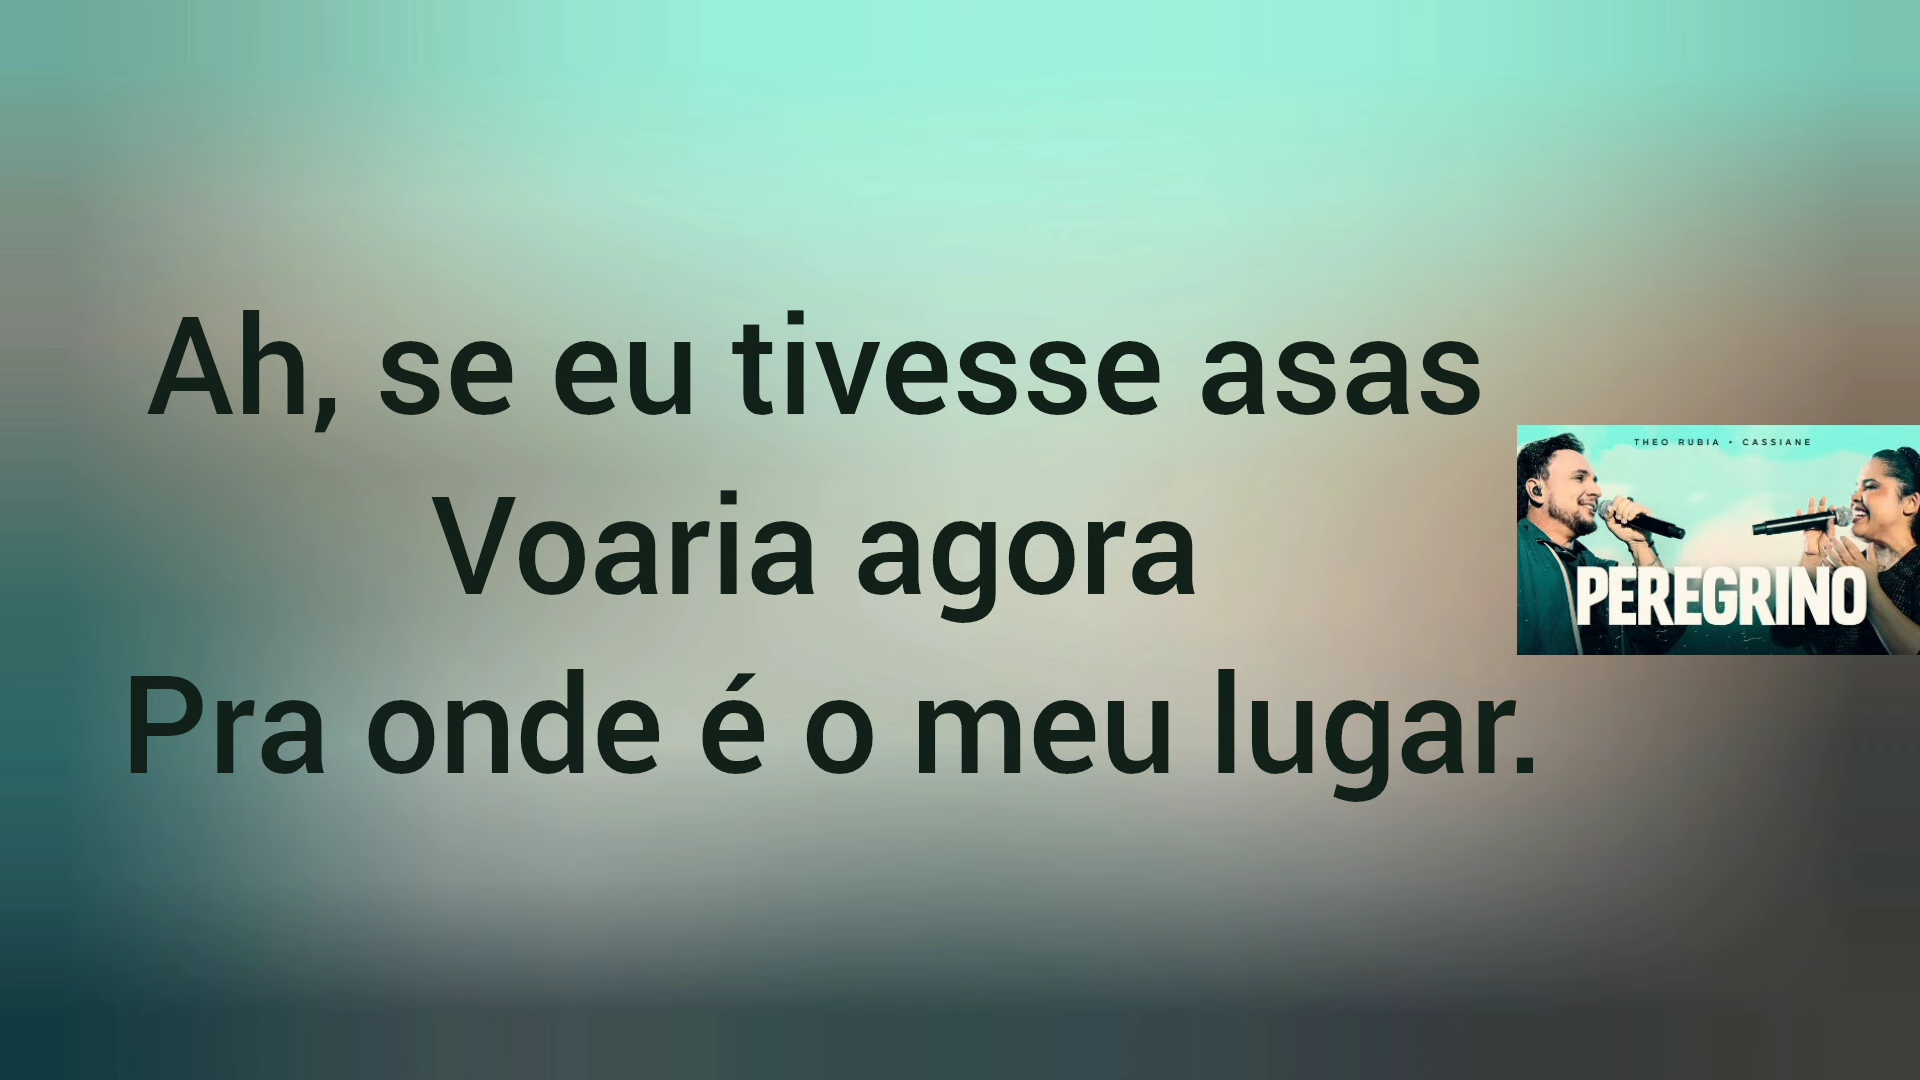 Ah, se eu tivesse asas
Voaria agora
Pra onde é o meu lugar.
THEO RUBIA • CASSIANE
PEREGRINO